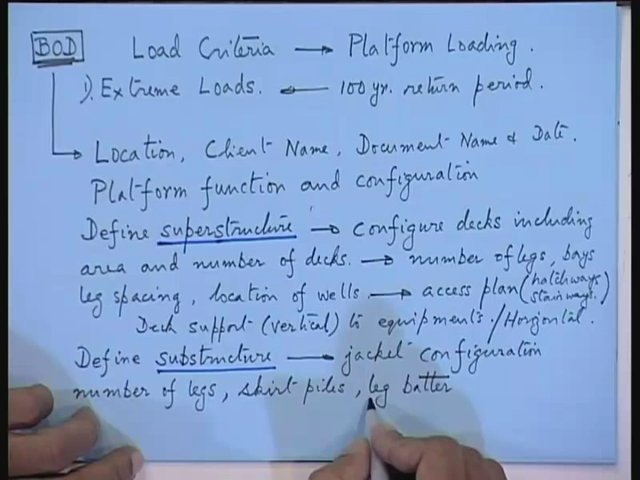 BOD Load Criteria → Platform Loading.
1). Extreme Loads. ← 100 yr. return period.
→ Location, Client Name, Document Name & Date.
Platform function and configuration
Define superstructure → configure decks including
area and number of decks. → number of legs, bays
leg spacing, location of wells → access plan (hatchways
stairways.)
Deck support (vertical) to equipments/Horizontal.
Define substructure → jacket configuration
number of legs, skirt piles, leg batter